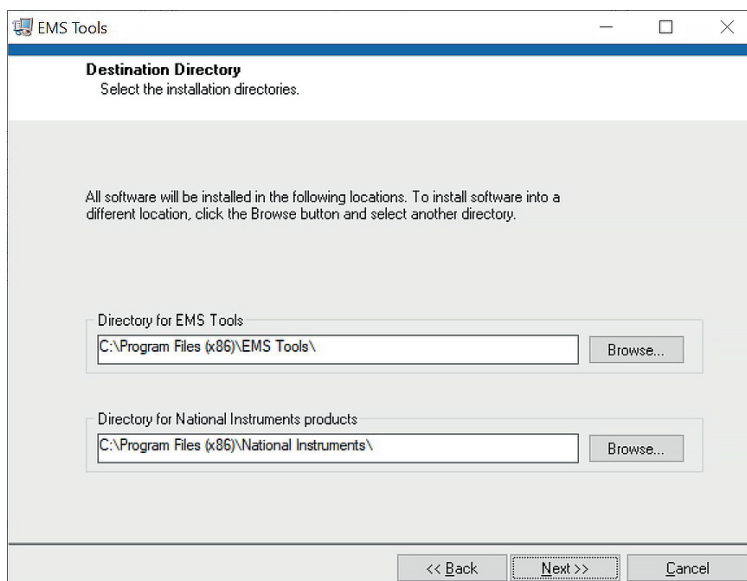 EMS Tools
Destination Directory
Select the installation directories.
All software will be installed in the following locations. To install software into a
different location, click the Browse button and select another directory.
Directory for EMS Tools
C:\Program Files (x86)\EMS Tools\
Browse...
Directory for National Instruments products
C:\Program Files (x86)\National Instruments\
Browse...
<< Back
Next >>
Cancel